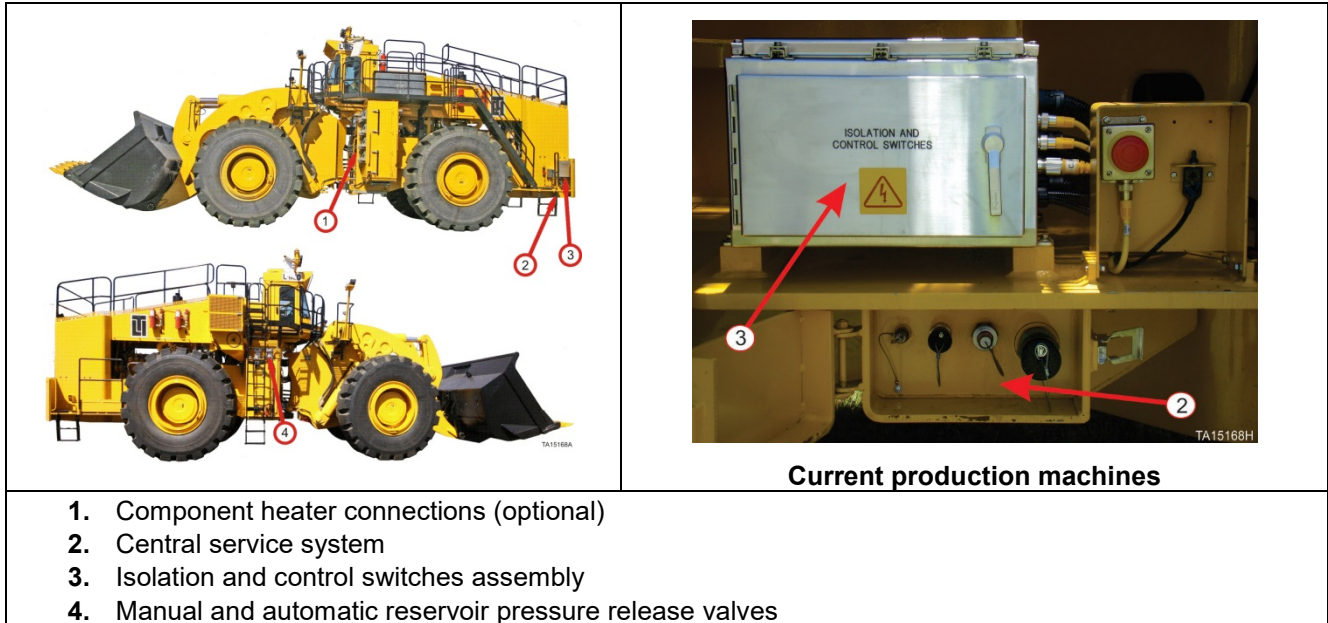 1
2
3
4
TA15168A
ISOLATION AND
CONTROL SWITCHES
3
2
TA15168H
Current production machines
1. Component heater connections (optional)
2. Central service system
3. Isolation and control switches assembly
4. Manual and automatic reservoir pressure release valves